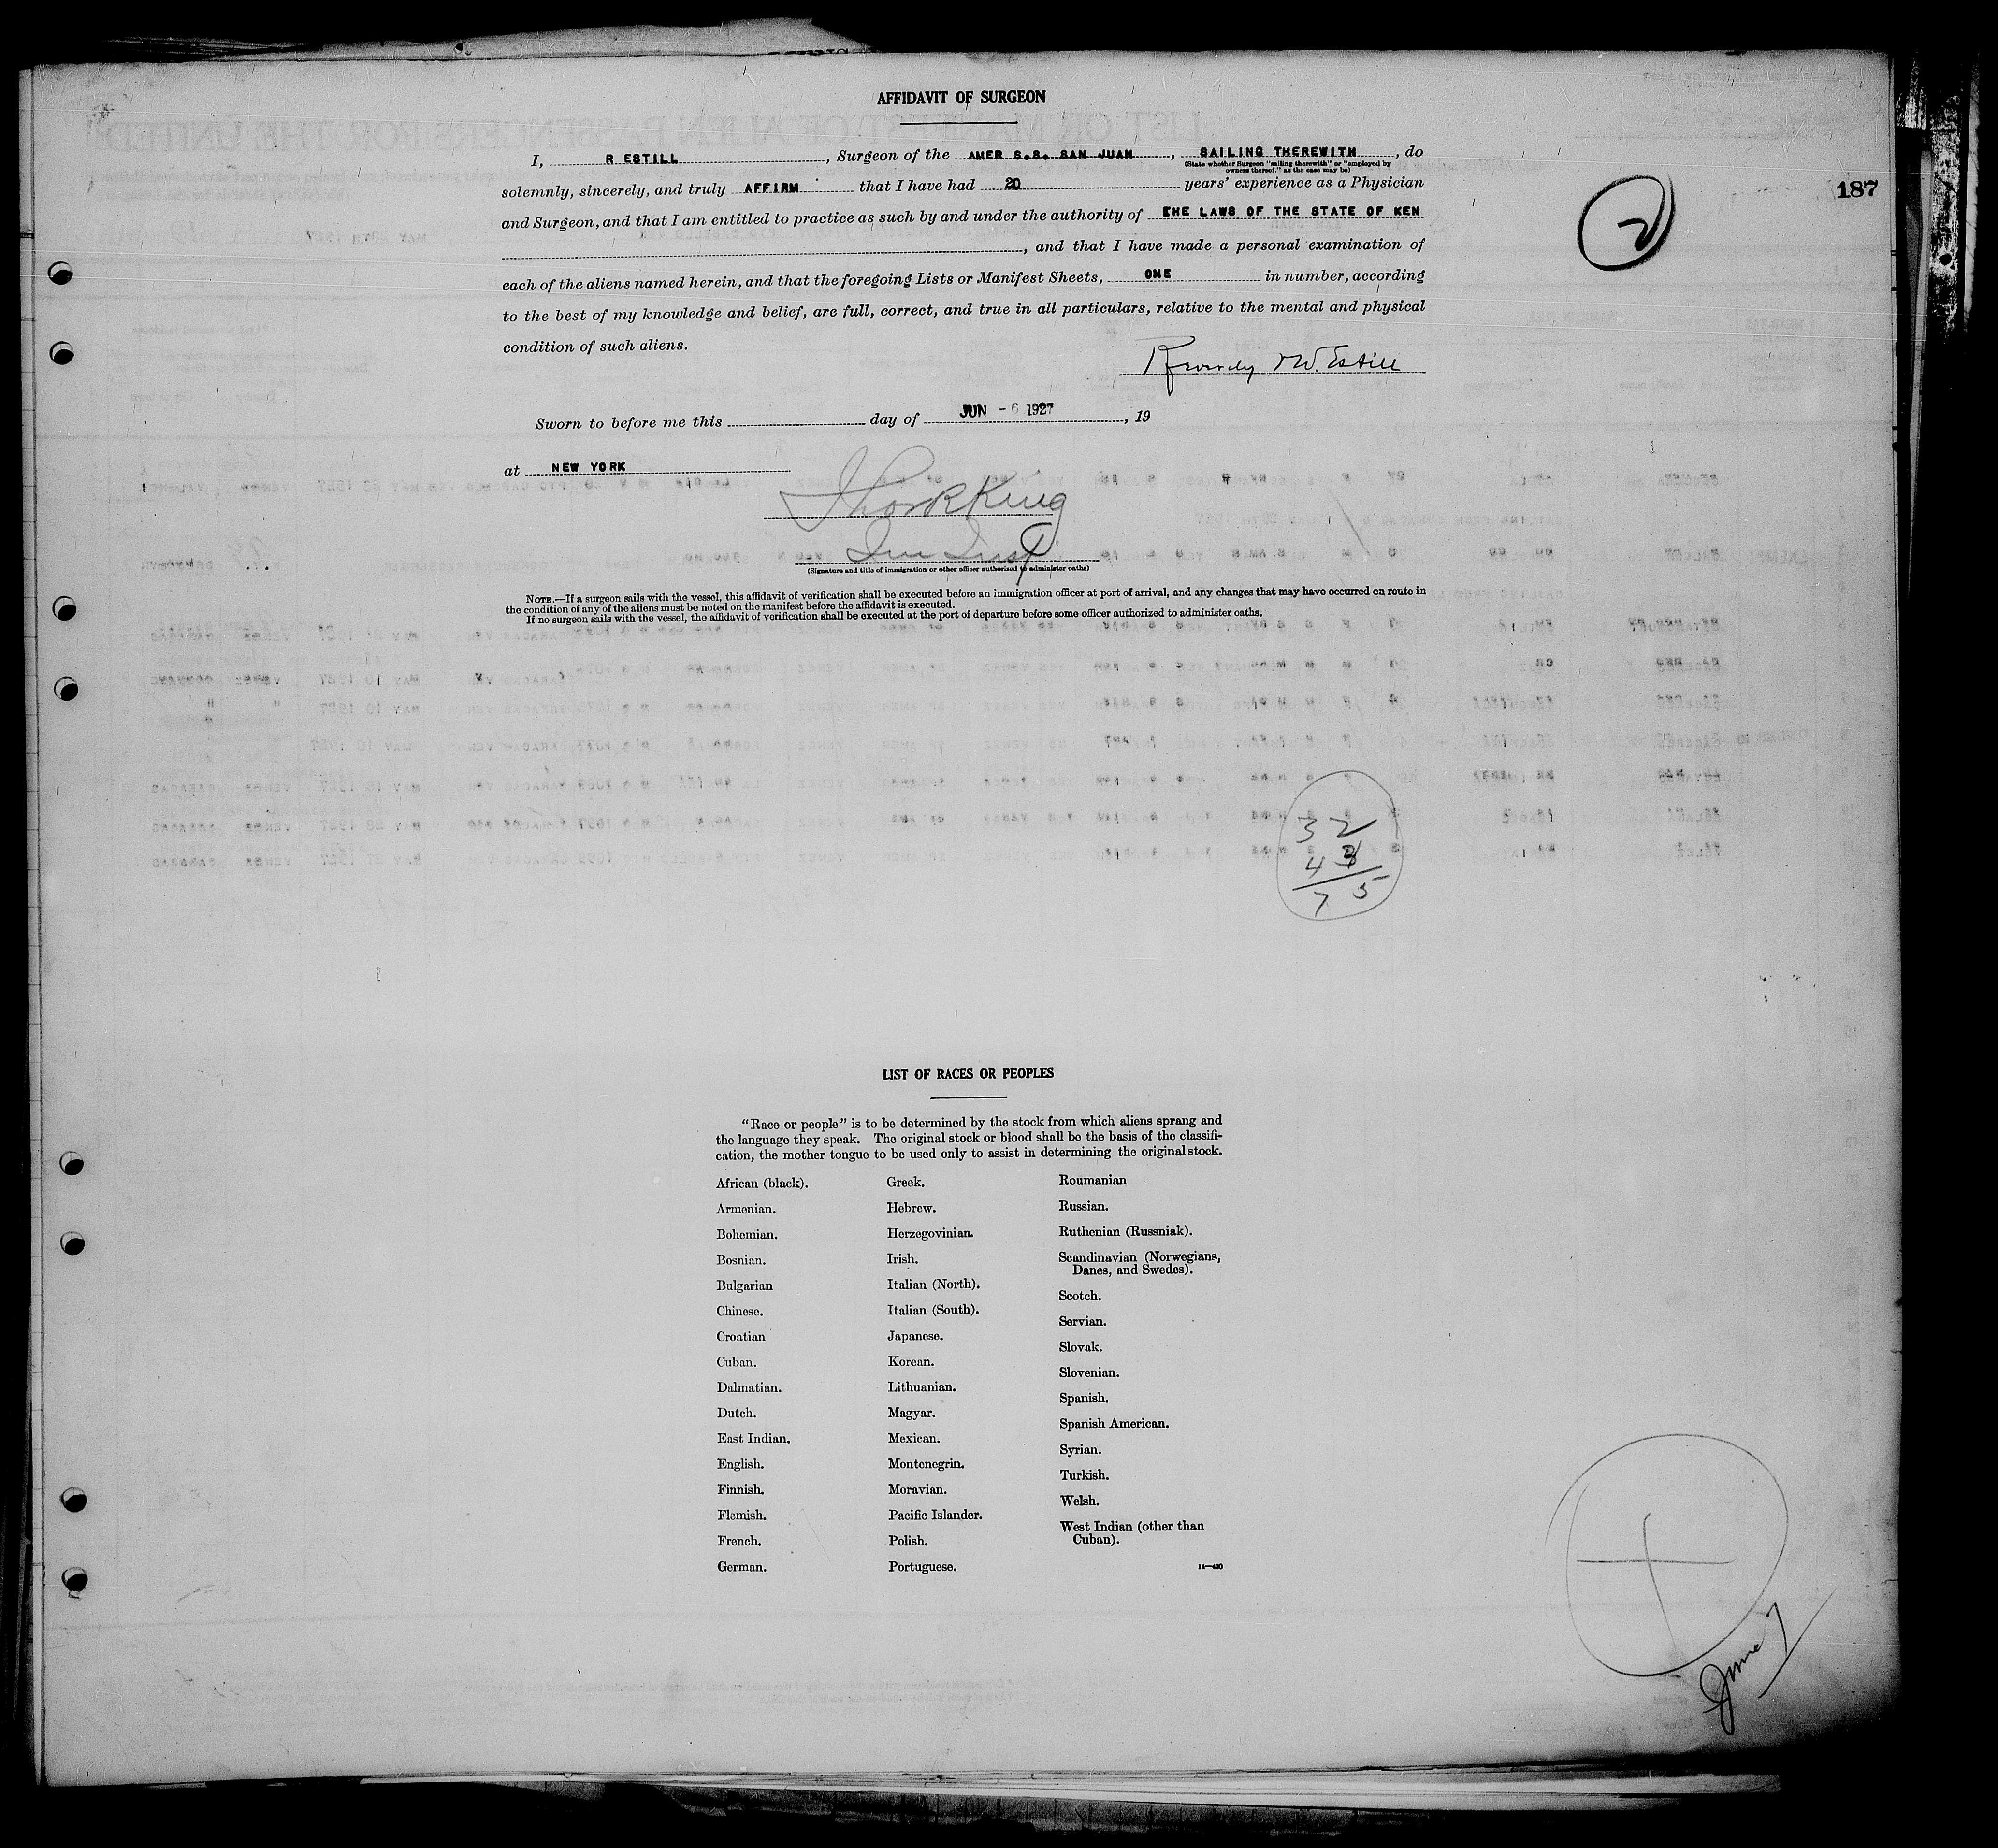 AFFIDAVIT OF SURGEON
I, R ESTILL, Surgeon of the AMER S.S. SAN JUAN, SAILING THEREWITH, do
(State whether Surgeon "sailing therewith" or "employed by
owners thereof," as the case may be)
solemnly, sincerely, and truly AFFIRM that I have had 20 years' experience as a Physician
187
2
and Surgeon, and that I am entitled to practice as such by and under the authority of EHE LAWS OF THE STATE OF KEN
, and that I have made a personal examination of
each of the aliens named herein, and that the foregoing Lists or Manifest Sheets, ONE in number, according
to the best of my knowledge and belief, are full, correct, and true in all particulars, relative to the mental and physical
condition of such aliens.
W. Estill
Sworn to before me this day of JUN - 6 1927, 19
at NEW YORK
King
(Signature and title of immigration or other officer authorized to administer oaths)
NOTE.—If a surgeon sails with the vessel, this affidavit of verification shall be executed before an immigration officer at port of arrival, and any changes that may have occurred en route in
the condition of any of the aliens must be noted on the manifest before the affidavit is executed.
If no surgeon sails with the vessel, the affidavit of verification shall be executed at the port of departure before some officer authorized to administer oaths.
32
43
75
LIST OF RACES OR PEOPLES
"Race or people" is to be determined by the stock from which aliens sprang and
the language they speak. The original stock or blood shall be the basis of the classifi-
cation, the mother tongue to be used only to assist in determining the original stock.
African (black).
Armenian.
Bohemian.
Bosnian.
Bulgarian
Chinese.
Croatian
Cuban.
Dalmatian.
Dutch.
East Indian.
English.
Finnish.
Flemish.
French.
German.
Greek.
Hebrew.
Herzegovinian.
Irish.
Italian (North).
Italian (South).
Japanese.
Korean.
Lithuanian.
Magyar.
Mexican.
Montenegrin.
Moravian.
Pacific Islander.
Polish.
Portuguese.
Roumanian
Russian.
Ruthenian (Russniak).
Scandinavian (Norwegians,
Danes, and Swedes).
Scotch.
Servian.
Slovak.
Slovenian.
Spanish.
Spanish American.
Syrian.
Turkish.
Welsh.
West Indian (other than
Cuban).
14—430
June 7